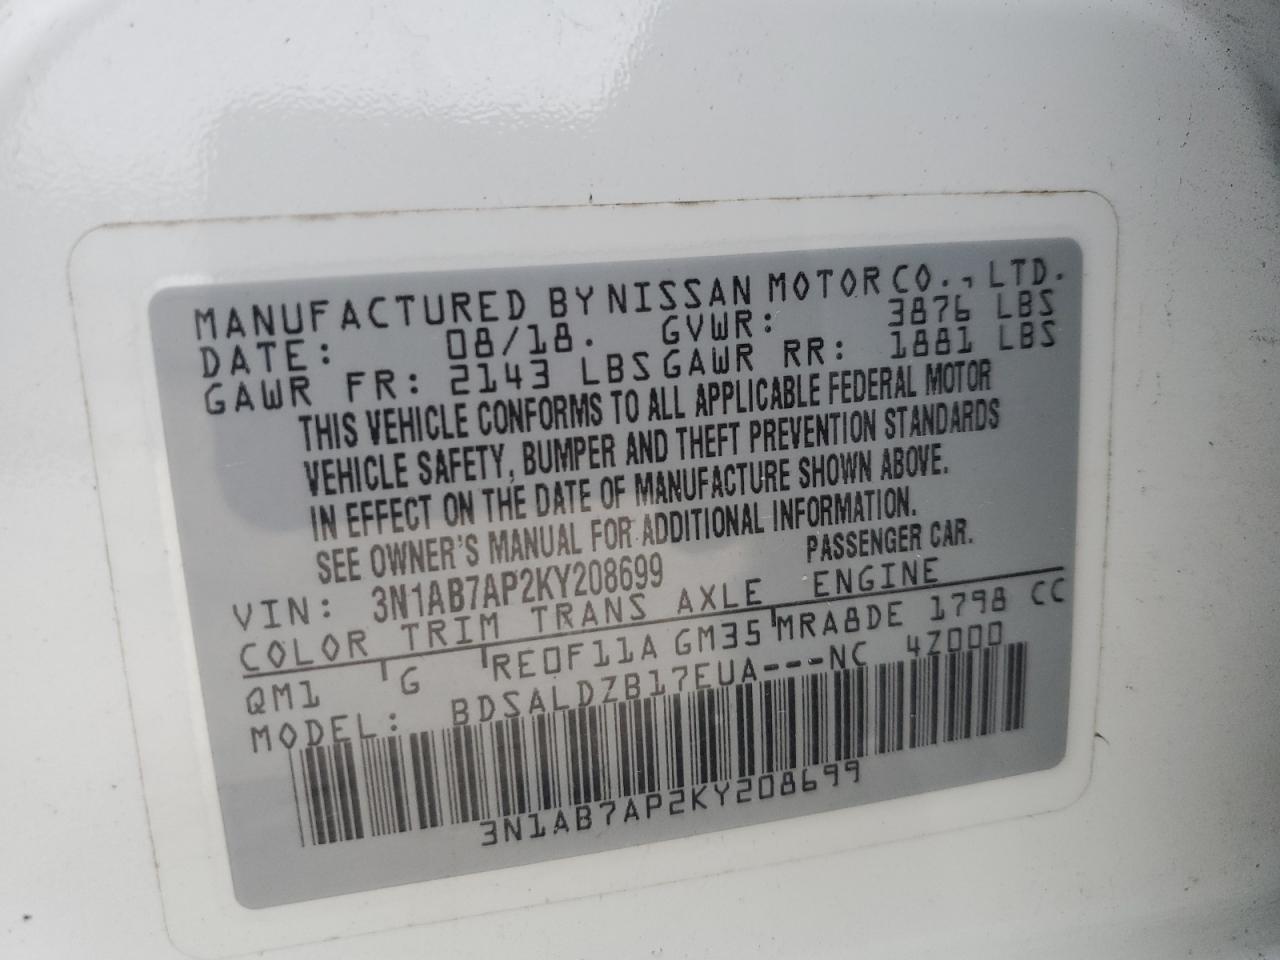 MANUFACTURED BY NISSAN MOTOR CO., LTD.
DATE: 08/18. GVWR: 3876 LBS
GAWR FR: 2143 LBS GAWR RR: 1881 LBS
THIS VEHICLE CONFORMS TO ALL APPLICABLE FEDERAL MOTOR
VEHICLE SAFETY, BUMPER AND THEFT PREVENTION STANDARDS
IN EFFECT ON THE DATE OF MANUFACTURE SHOWN ABOVE.
SEE OWNER'S MANUAL FOR ADDITIONAL INFORMATION.
VIN: 3N1AB7AP2KY208699 PASSENGER CAR.
COLOR TRIM TRANS AXLE ENGINE
QM1 G RE0F11A GM35 MRA8DE 1798 CC
MODEL: BDSALDZB17EUA---NC 4Z000
3N1AB7AP2KY208699